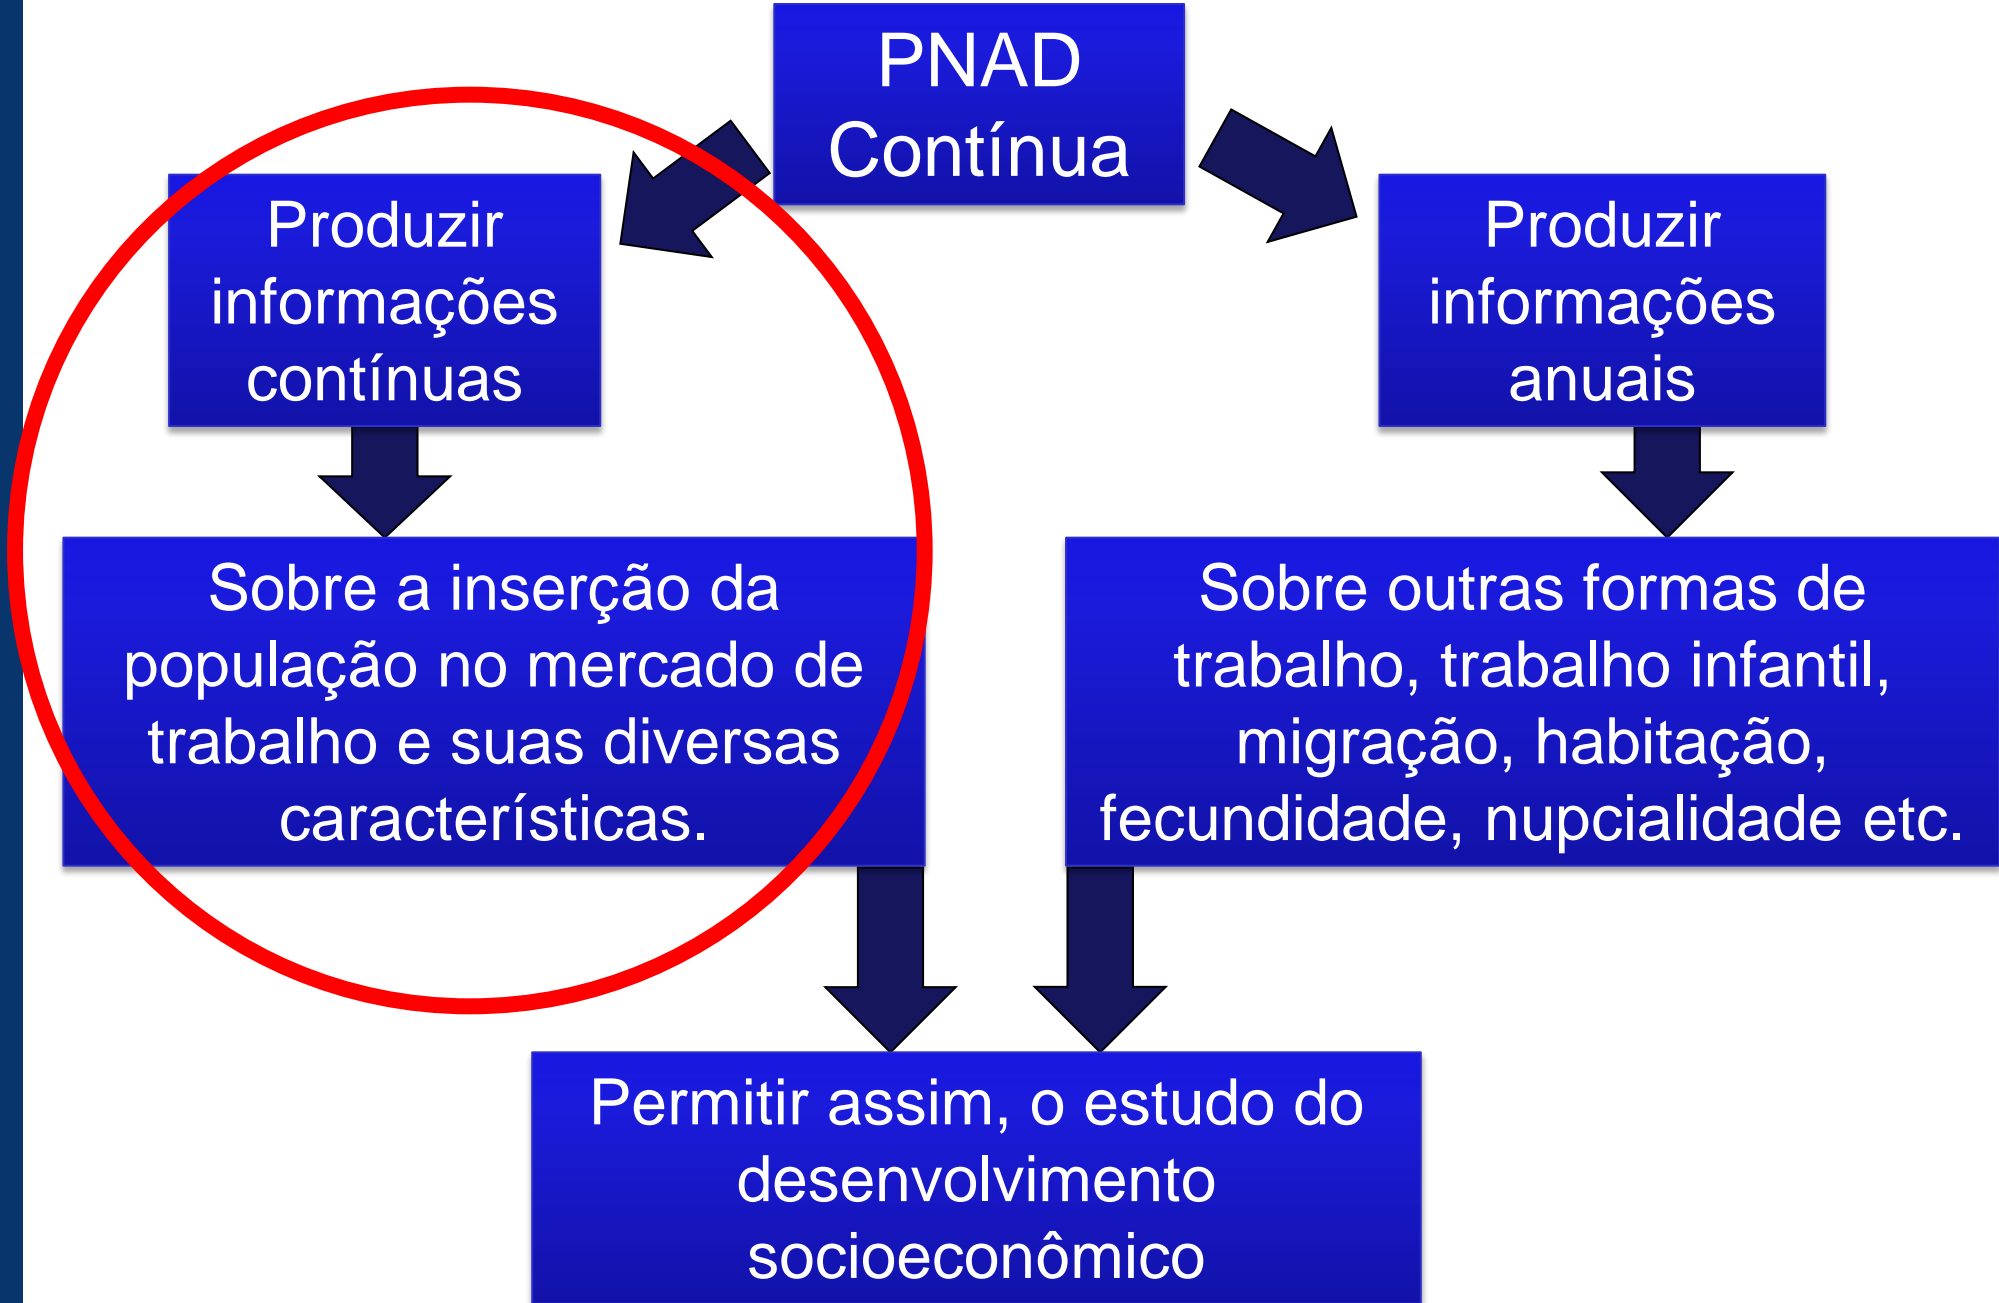 PNAD
Contínua
Produzir
informações
contínuas
Produzir
informações
anuais
Sobre a inserção da
população no mercado de
trabalho e suas diversas
características.
Sobre outras formas de
trabalho, trabalho infantil,
migração, habitação,
fecundidade, nupcialidade etc.
Permitir assim, o estudo do
desenvolvimento
socioeconômico